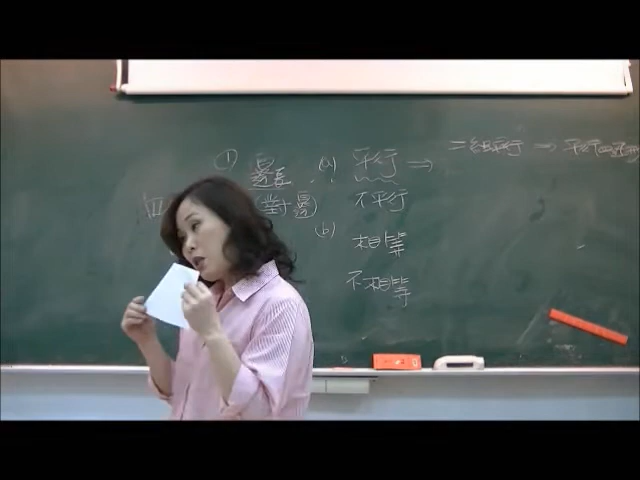 ① 邊長 (a) 平行 ⇒ 二組平行 ⇒ 平行四邊形
四 (對邊) 不平行
(b) 相等
不相等